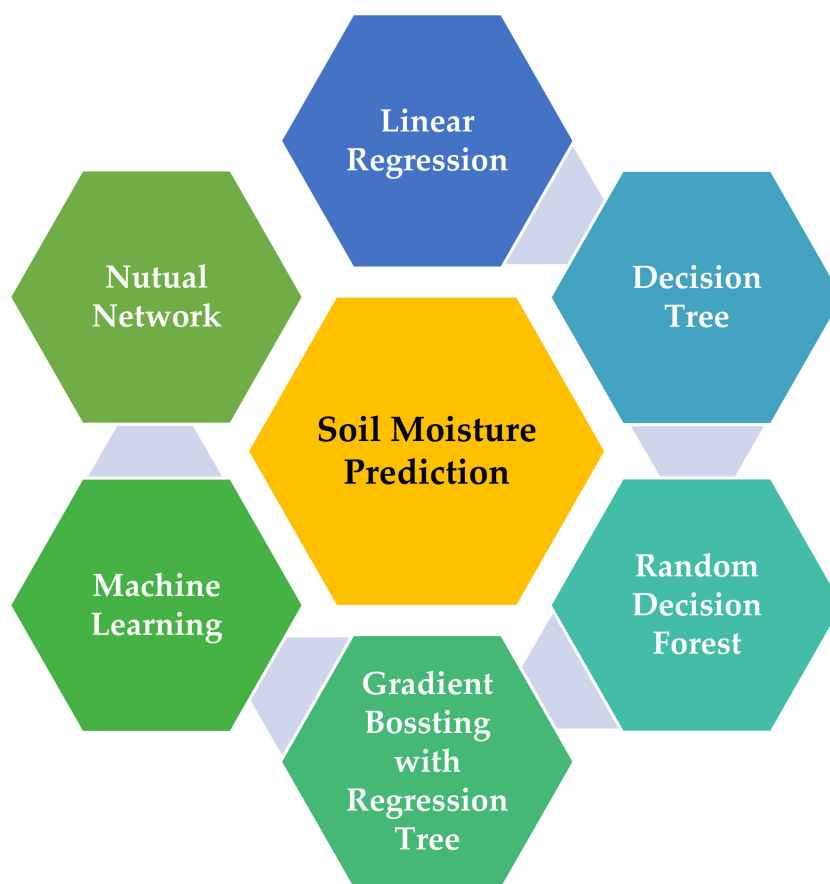 Linear
Regression
Decision
Tree
Random
Decision
Forest
Gradient
Bossting
with
Regression
Tree
Machine
Learning
Nutual
Network
Soil Moisture
Prediction